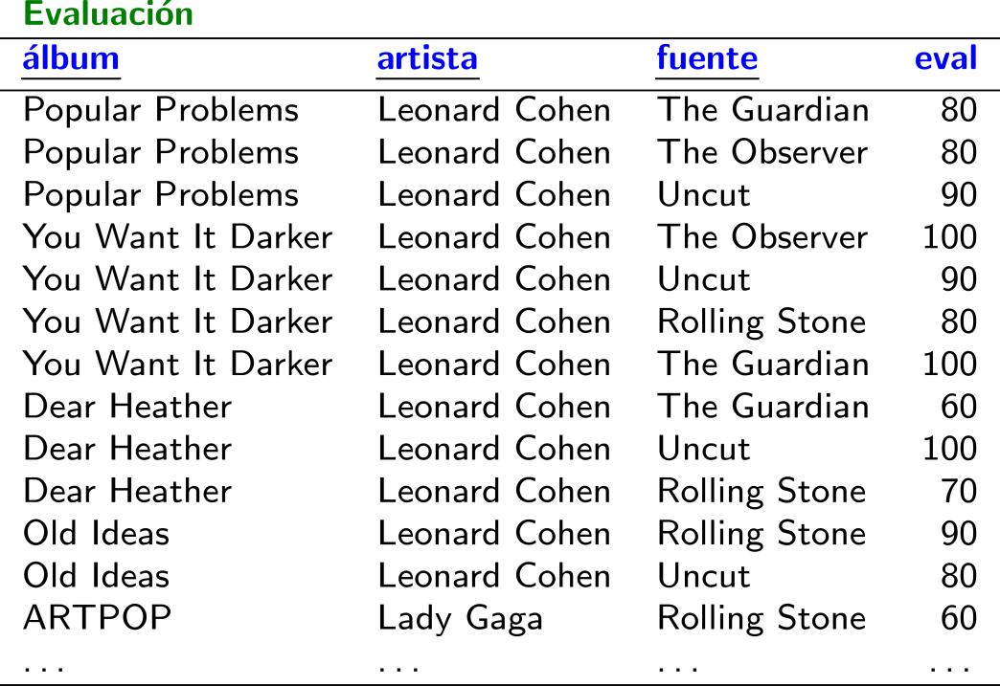 Evaluación
álbum artista fuente eval
Popular Problems Leonard Cohen The Guardian 80
Popular Problems Leonard Cohen The Observer 80
Popular Problems Leonard Cohen Uncut 90
You Want It Darker Leonard Cohen The Observer 100
You Want It Darker Leonard Cohen Uncut 90
You Want It Darker Leonard Cohen Rolling Stone 80
You Want It Darker Leonard Cohen The Guardian 100
Dear Heather Leonard Cohen The Guardian 60
Dear Heather Leonard Cohen Uncut 100
Dear Heather Leonard Cohen Rolling Stone 70
Old Ideas Leonard Cohen Rolling Stone 90
Old Ideas Leonard Cohen Uncut 80
ARTPOP Lady Gaga Rolling Stone 60
... ... ... ...